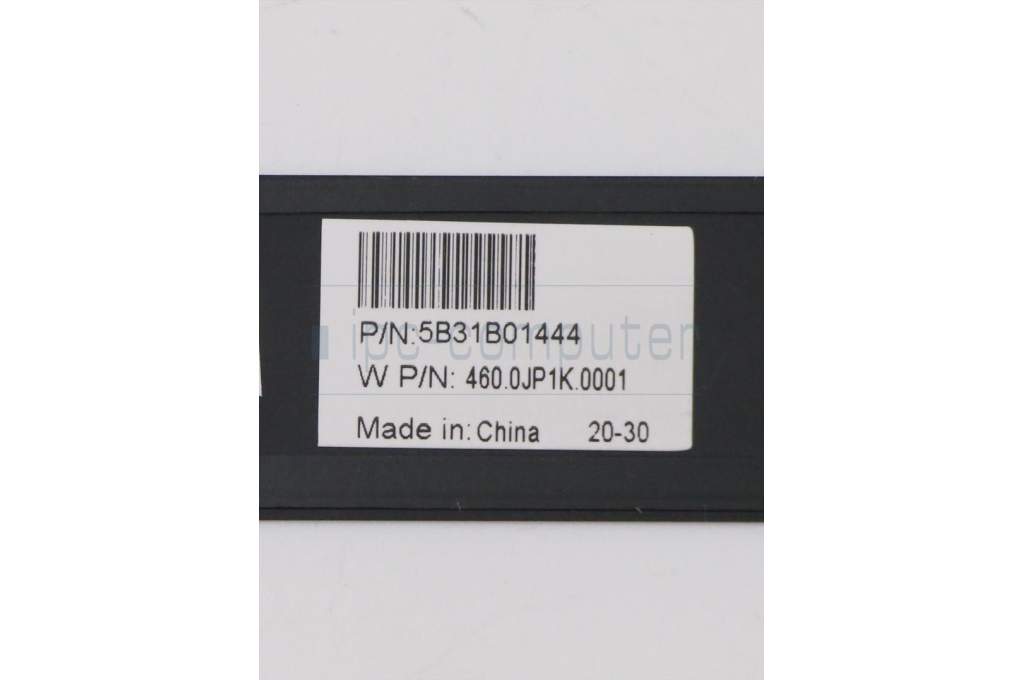 P/N:5B31B01444
ipc-computer
W P/N: 460.0JP1K.0001
Made in: China 20-30